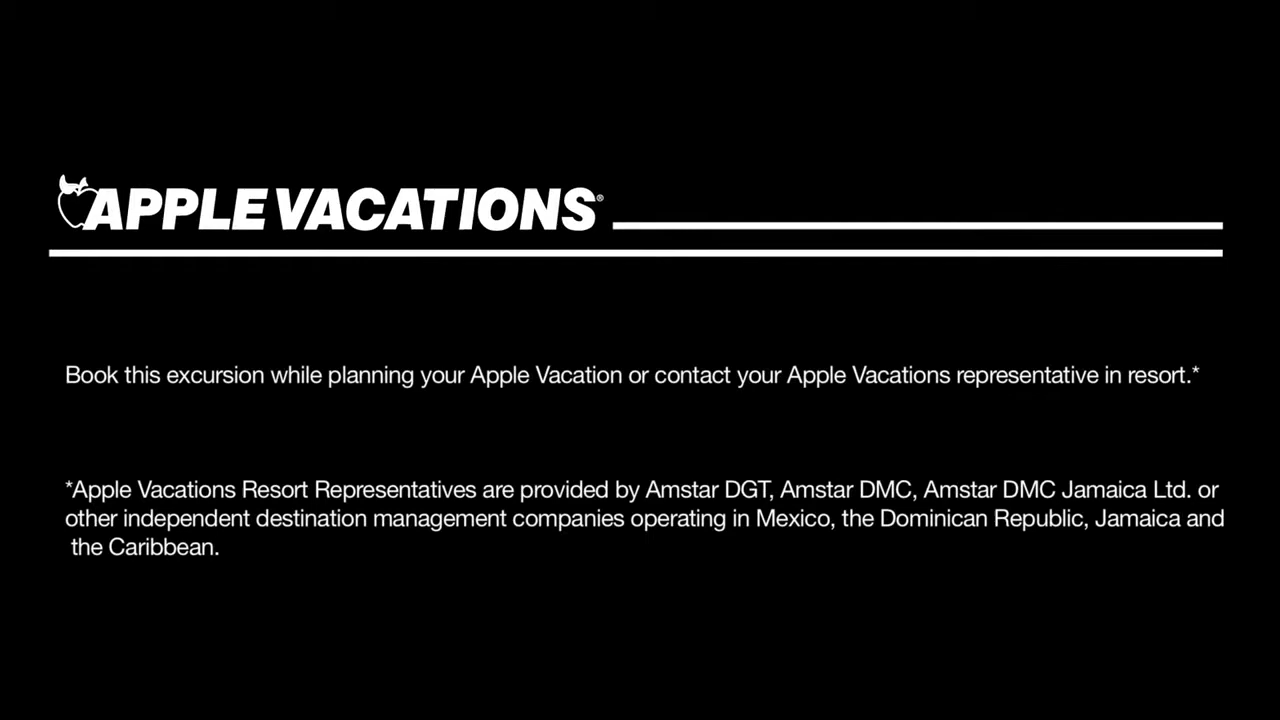 APPLE VACATIONS®
Book this excursion while planning your Apple Vacation or contact your Apple Vacations representative in resort.*
*Apple Vacations Resort Representatives are provided by Amstar DGT, Amstar DMC, Amstar DMC Jamaica Ltd. or
other independent destination management companies operating in Mexico, the Dominican Republic, Jamaica and
the Caribbean.